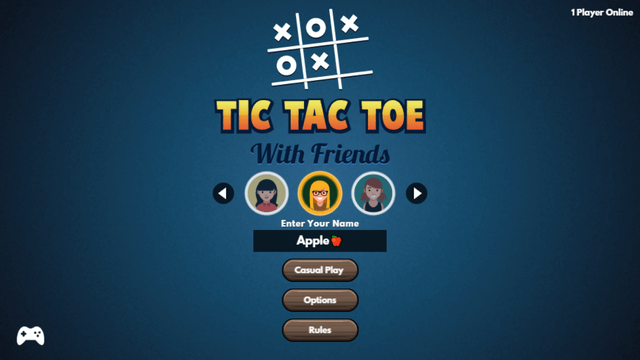 1 Player Online
X O X
O X
TIC TAC TOE
With Friends
Enter Your Name
Apple🍎
Casual Play
Options
Rules